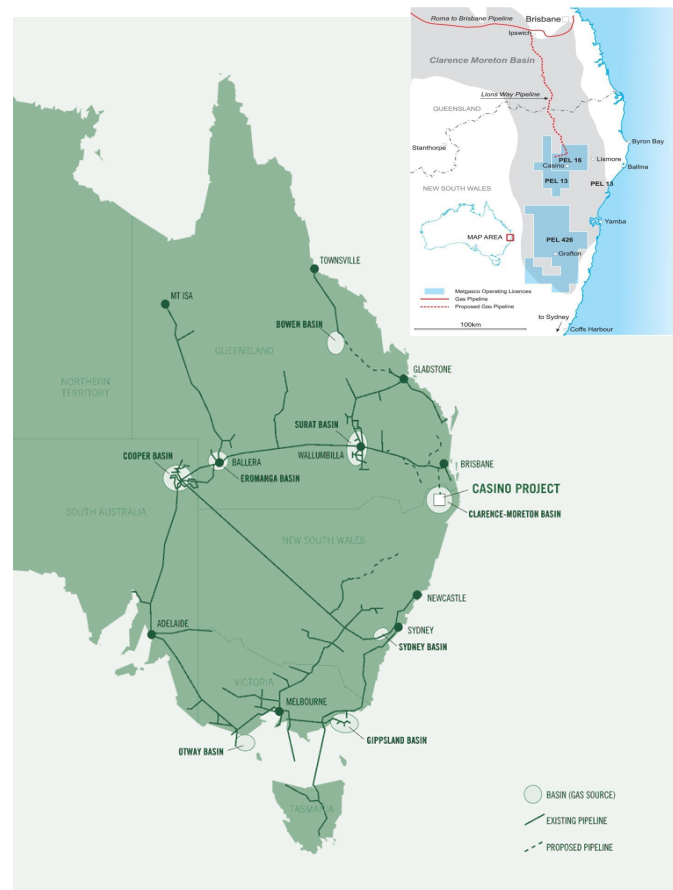 Roma to Brisbane Pipeline
Brisbane
Ipswich
Clarence Moreton Basin
Lions Way Pipeline
QUEENSLAND
Stanthorpe
Byron Bay
PEL 16
Lismore
Casino
Ballina
PEL 13
PEL 13
NEW SOUTH WALES
Yamba
MAP AREA
PEL 426
Grafton
Metgasco Operating Licences
Gas Pipeline
Proposed Gas Pipeline
to Sydney
100km
Coffs Harbour
TOWNSVILLE
MT ISA
BOWEN BASIN
QUEENSLAND
GLADSTONE
NORTHERN
TERRITORY
SURAT BASIN
COOPER BASIN
WALLUMBILLA
BALLERA
BRISBANE
EROMANGA BASIN
CASINO PROJECT
SOUTH AUSTRALIA
CLARENCE-MORETON BASIN
NEW SOUTH WALES
NEWCASTLE
ADELAIDE
SYDNEY
SYDNEY BASIN
VICTORIA
MELBOURNE
GIPPSLAND BASIN
OTWAY BASIN
BASIN (GAS SOURCE)
TASMANIA
EXISTING PIPELINE
PROPOSED PIPELINE